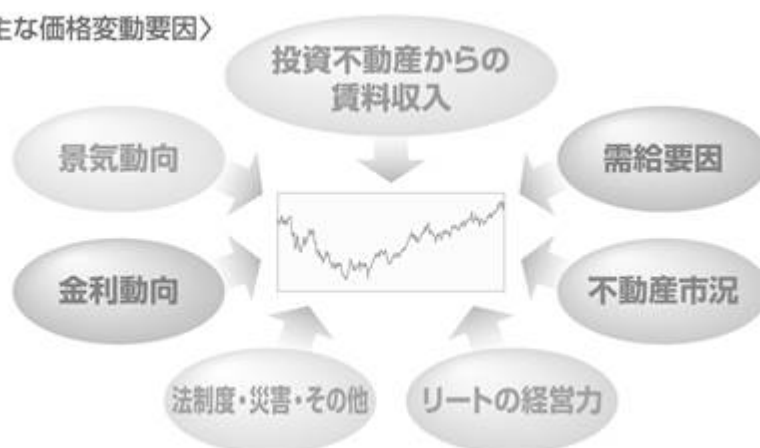 主な価格変動要因〉
投資不動産からの
賃料収入
景気動向
需給要因
金利動向
不動産市況
法制度・災害・その他
リートの経営力